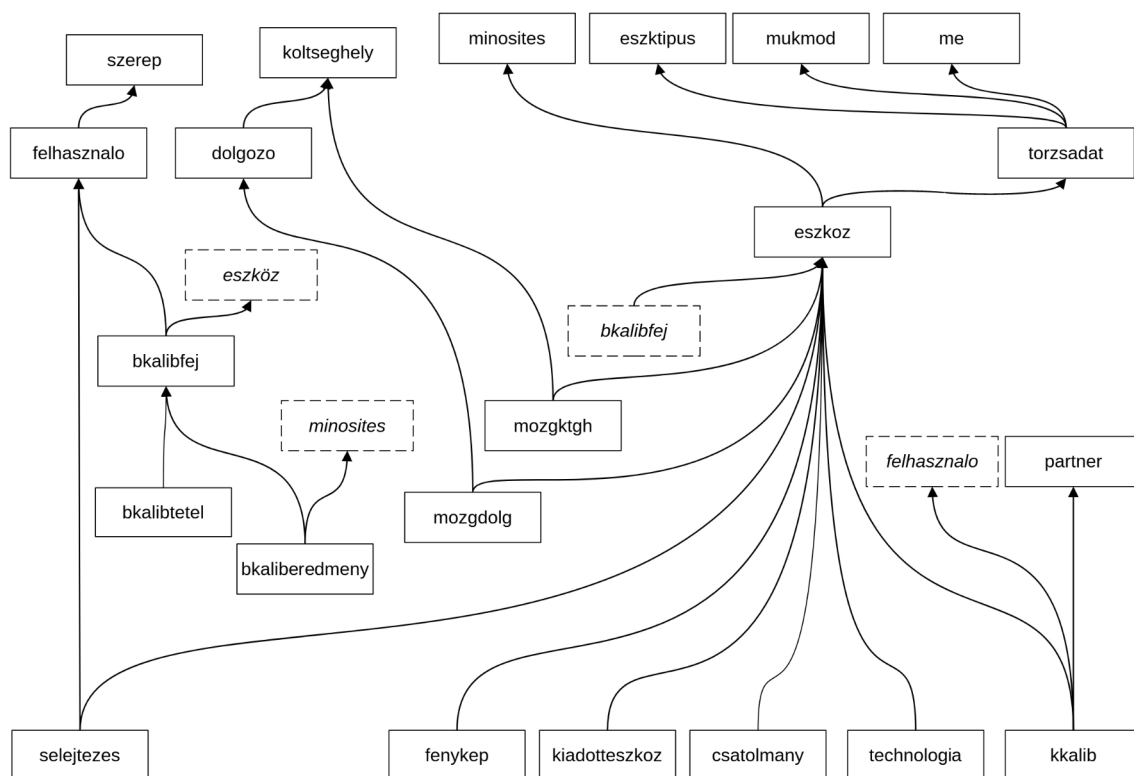 minosites
eszktipus
mukmod
me
koltseghely
szerep
felhasznalo
dolgozo
torzsadat
eszkoz
eszköz
bkalibfej
bkalibfej
minosites
mozgktgh
felhasznalo
partner
bkalibtetel
mozgdolg
bkaliberedmeny
selejtezes
fenykep
kiadotteszkoz
csatolmany
technologia
kkalib